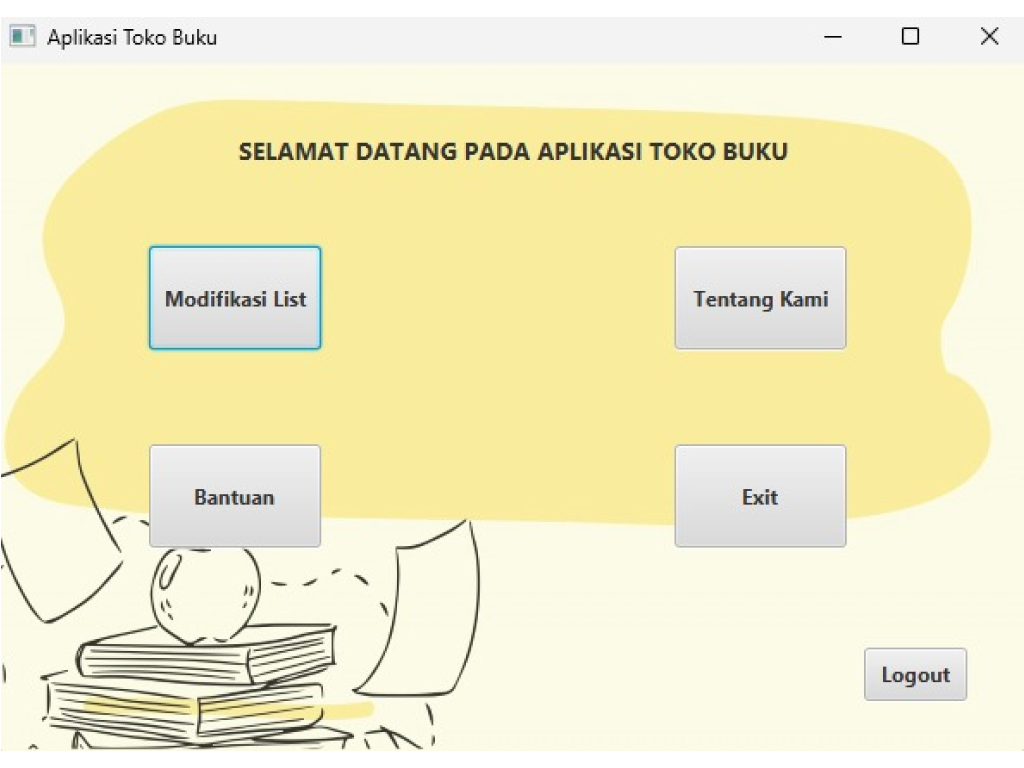 Aplikasi Toko Buku
SELAMAT DATANG PADA APLIKASI TOKO BUKU
Modifikasi List
Tentang Kami
Bantuan
Exit
Logout